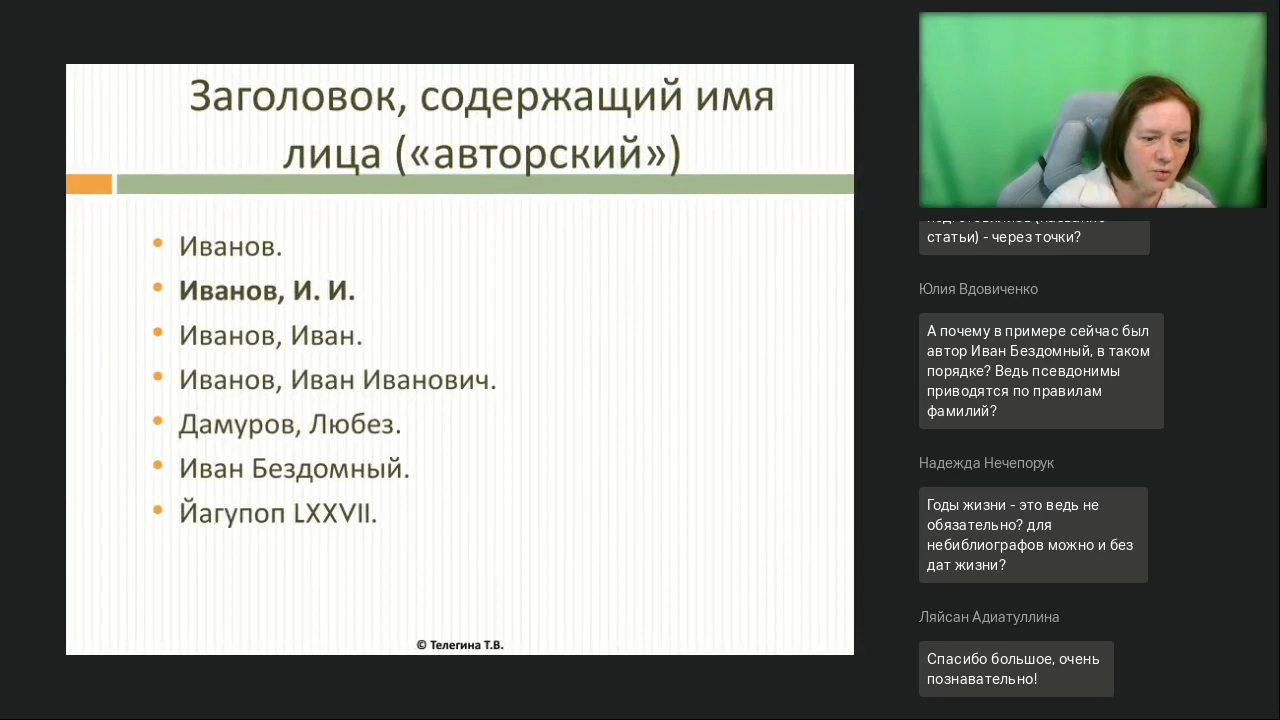 Заголовок, содержащий имя
лица («авторский»)
Иванов.
Иванов, И. И.
Иванов, Иван.
Иванов, Иван Иванович.
Дамуров, Любез.
Иван Бездомный.
Йагупоп LXXVII.
© Телегина Т.В.
статьи) - через точки?
Юлия Вдовиченко
А почему в примере сейчас был
автор Иван Бездомный, в таком
порядке? Ведь псевдонимы
приводятся по правилам
фамилий?
Надежда Нечепорук
Годы жизни - это ведь не
обязательно? для
небиблиографов можно и без
дат жизни?
Ляйсан Адиатуллина
Спасибо большое, очень
познавательно!